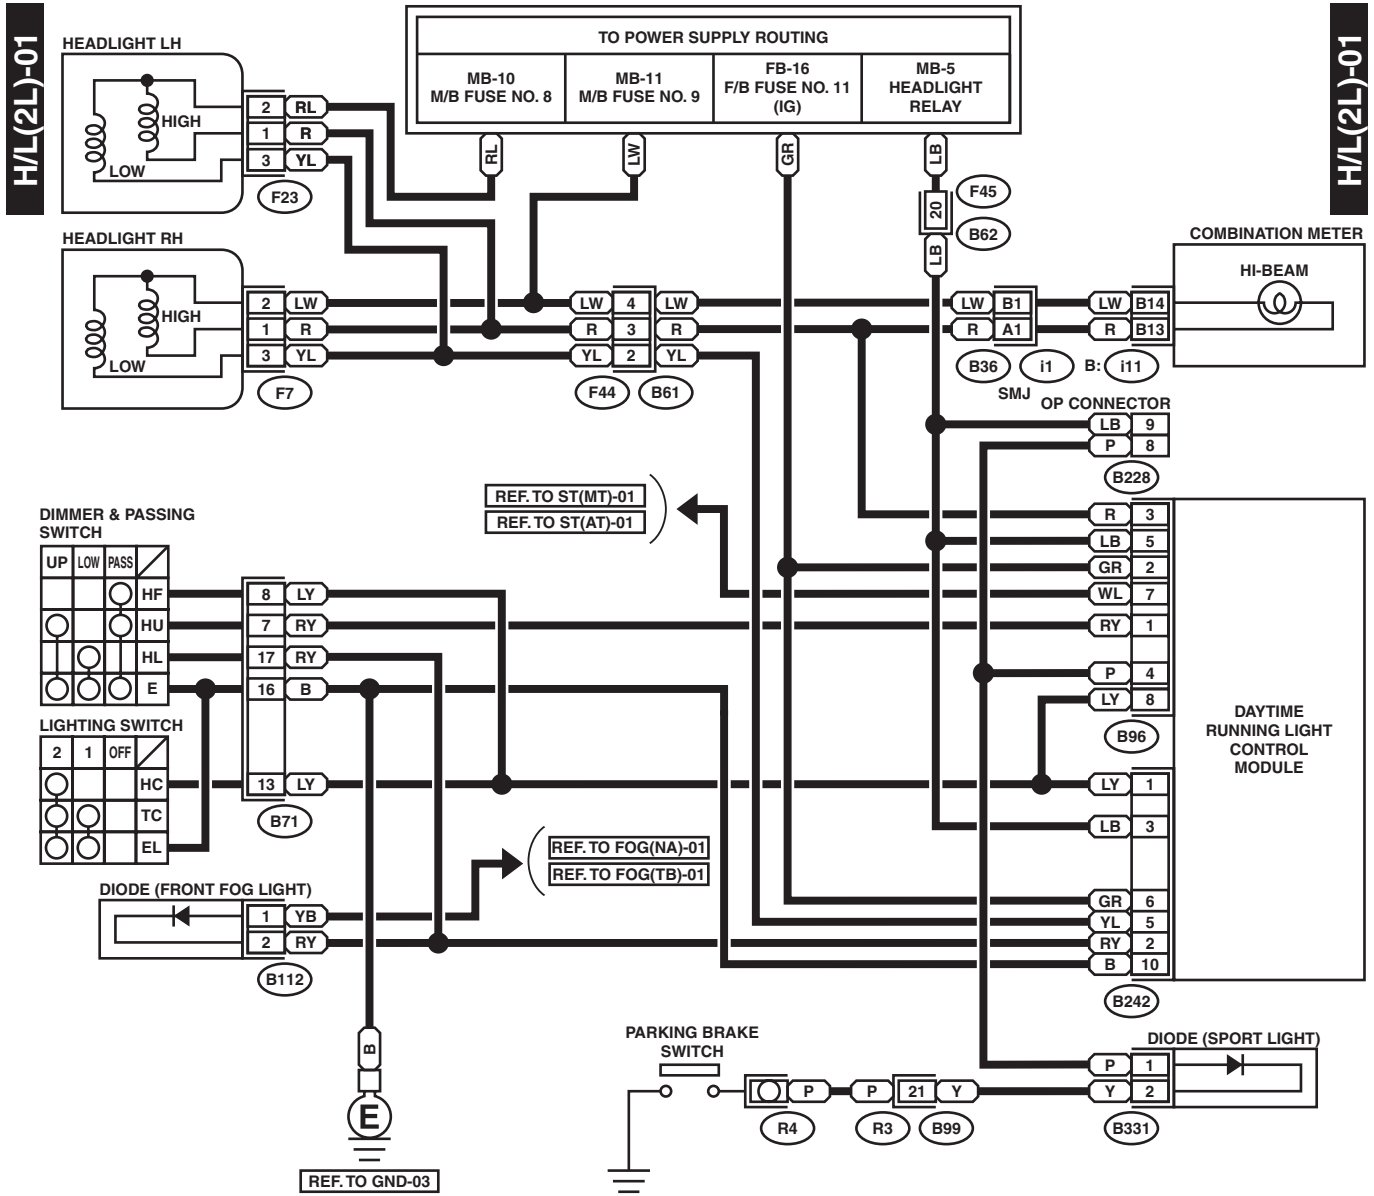 H/L(2L)-01
H/L(2L)-01
TO POWER SUPPLY ROUTING
MB-10
M/B FUSE NO. 8
MB-11
M/B FUSE NO. 9
FB-16
F/B FUSE NO. 11
(IG)
MB-5
HEADLIGHT
RELAY
RL
LW
GR
LB
20
F45
B62
LB
HEADLIGHT LH
HIGH
LOW
2 RL
1 R
3 YL
F23
HEADLIGHT RH
HIGH
LOW
2 LW
1 R
3 YL
F7
LW 4 LW
R 3 R
YL 2 YL
F44
B61
LW B1
R A1
B36
i1
SMJ
LW B14
R B13
B: i11
COMBINATION METER
HI-BEAM
OP CONNECTOR
LB 9
P 8
B228
REF. TO ST(MT)-01
REF. TO ST(AT)-01
R 3
LB 5
GR 2
WL 7
RY 1
P 4
LY 8
B96
LY 1
LB 3
GR 6
YL 5
RY 2
B 10
B242
DAYTIME
RUNNING LIGHT
CONTROL
MODULE
DIMMER & PASSING
SWITCH
UP LOW PASS
HF
HU
HL
E
LIGHTING SWITCH
2 1 OFF
HC
TC
EL
8 LY
7 RY
17 RY
16 B
13 LY
B71
REF. TO FOG(NA)-01
REF. TO FOG(TB)-01
DIODE (FRONT FOG LIGHT)
1 YB
2 RY
B112
B
E
REF. TO GND-03
PARKING BRAKE
SWITCH
P
R4
P 21 Y
R3
B99
DIODE (SPORT LIGHT)
P 1
Y 2
B331